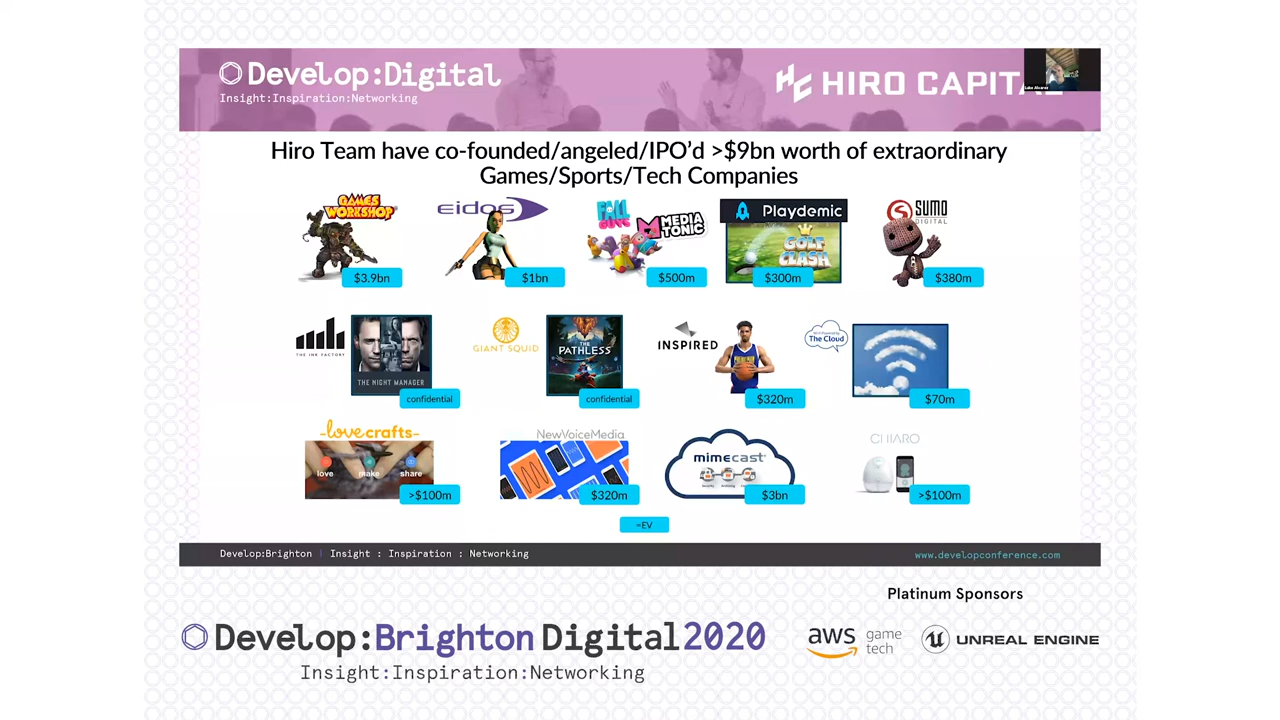 Develop:Digital
Insight:Inspiration:Networking
HIRO CAPITAL
Luke Alvarez
Hiro Team have co-founded/angeled/IPO'd >$9bn worth of extraordinary
Games/Sports/Tech Companies
GAMES
WORKSHOP
$3.9bn
eidos
$1bn
FALL
GUYS
MEDIA
TONIC
$500m
Playdemic
GOLF
CLASH
$300m
SUMO
DIGITAL
$380m
THE INK FACTORY
THE NIGHT MANAGER
confidential
GIANT SQUID
THE
PATHLESS
confidential
INSPIRED
$320m
The Cloud
$70m
-lovecrafts-
love make share
>$100m
NewVoiceMedia
$320m
mimecast
$3bn
CHIARO
>$100m
=EV
Develop:Brighton | Insight : Inspiration : Networking
www.developconference.com
Platinum Sponsors
Develop:Brighton Digital 2020
Insight:Inspiration:Networking
aws game
tech
UNREAL ENGINE